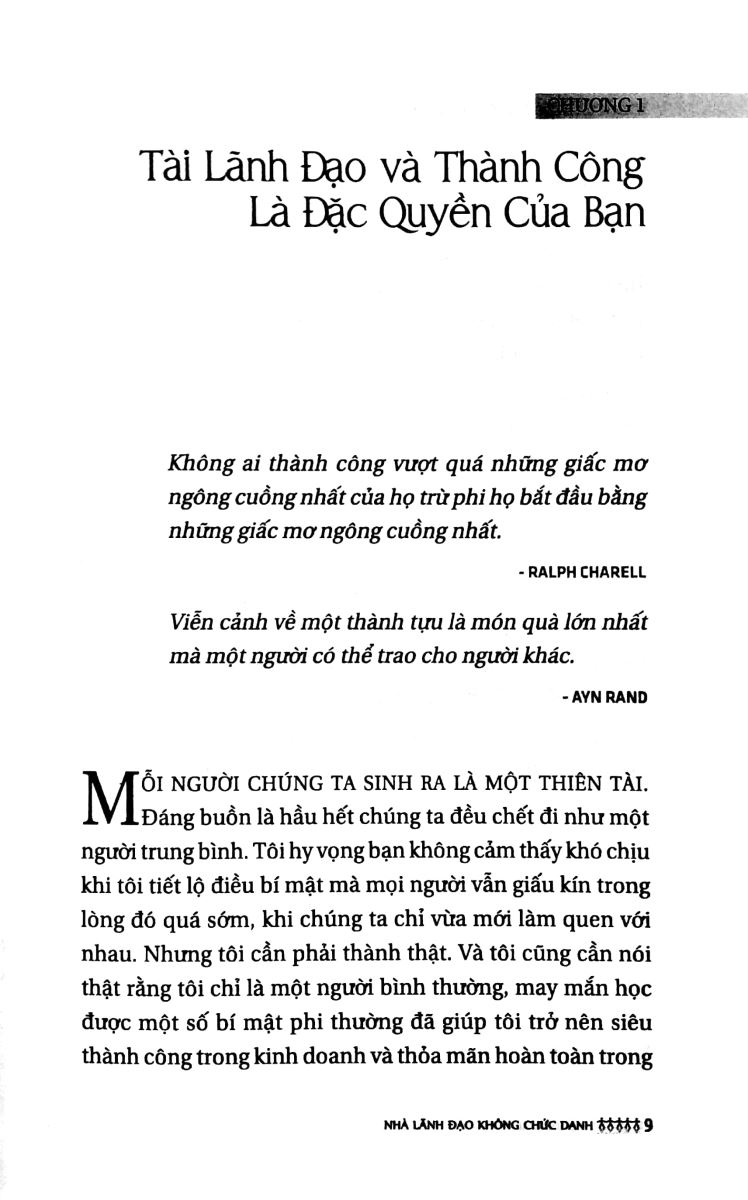 CHƯƠNG 1
Tài Lãnh Đạo và Thành Công
Là Đặc Quyền Của Bạn
Không ai thành công vượt quá những giấc mơ
ngông cuồng nhất của họ trừ phi họ bắt đầu bằng
những giấc mơ ngông cuồng nhất.
- RALPH CHARELL
Viễn cảnh về một thành tựu là món quà lớn nhất
mà một người có thể trao cho người khác.
- AYN RAND
MỖI NGƯỜI CHÚNG TA SINH RA LÀ MỘT THIÊN TÀI.
Đáng buồn là hầu hết chúng ta đều chết đi như một
người trung bình. Tôi hy vọng bạn không cảm thấy khó chịu
khi tôi tiết lộ điều bí mật mà mọi người vẫn giấu kín trong
lòng đó quá sớm, khi chúng ta chỉ vừa mới làm quen với
nhau. Nhưng tôi cần phải thành thật. Và tôi cũng cần nói
thật rằng tôi chỉ là một người bình thường, may mắn học
được một số bí mật phi thường đã giúp tôi trở nên siêu
thành công trong kinh doanh và thỏa mãn hoàn toàn trong
NHÀ LÃNH ĐẠO KHÔNG CHỨC DANH 9